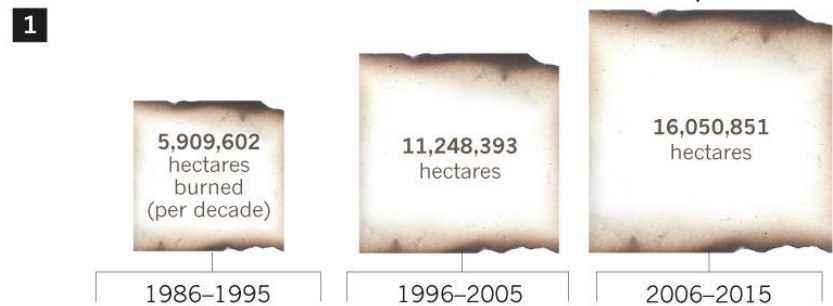 1
5,909,602
hectares
burned
(per decade)
11,248,393
hectares
16,050,851
hectares
1986–1995
1996–2005
2006–2015